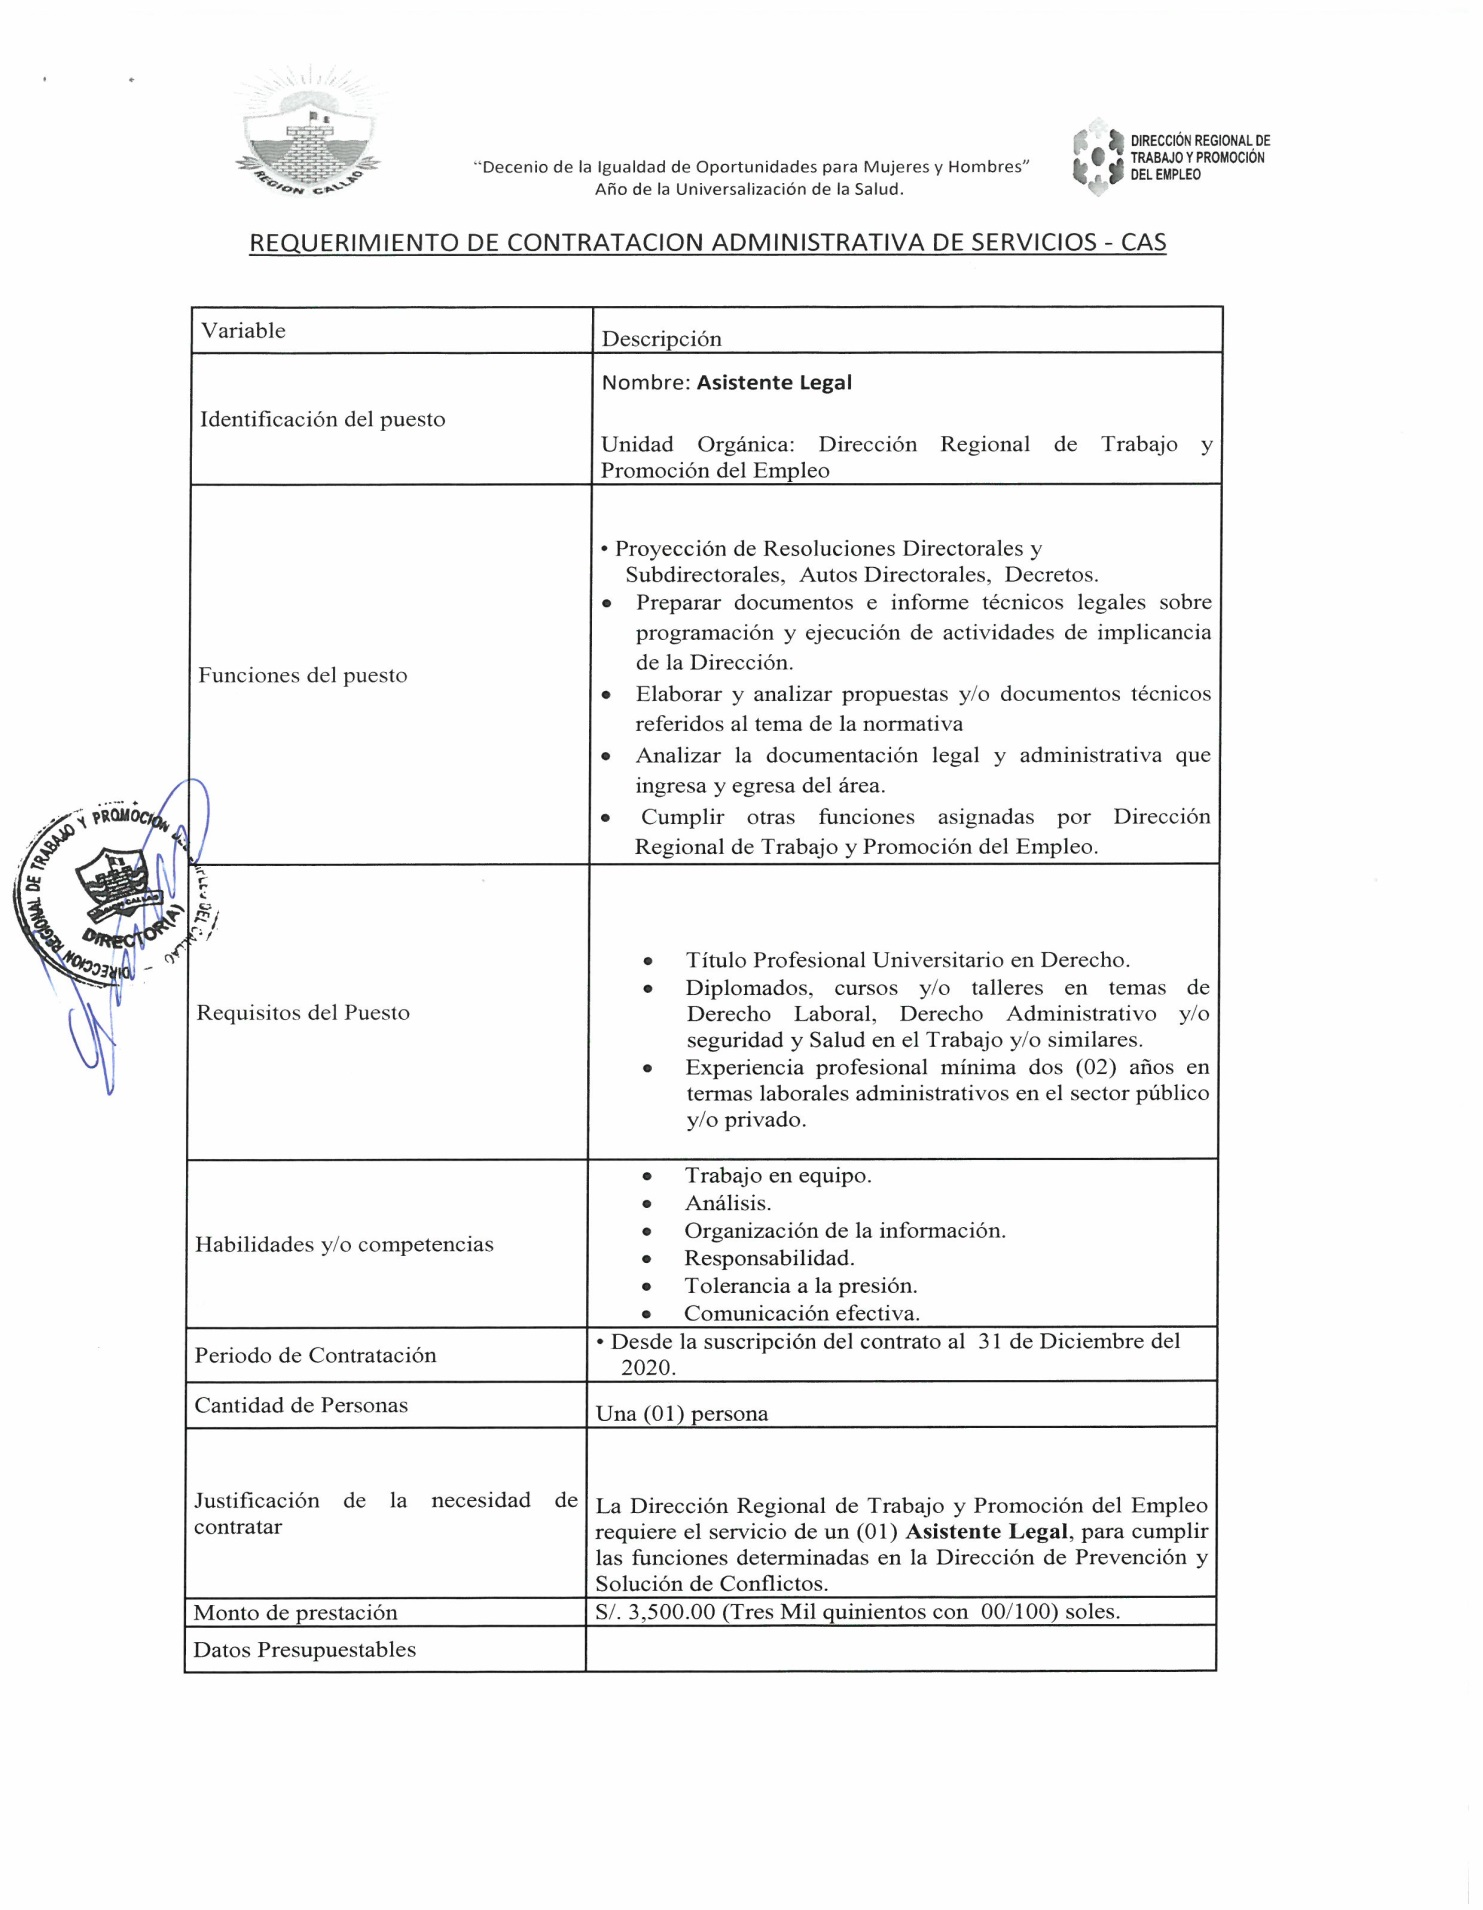 REGION CALLAO
"Decenio de la Igualdad de Oportunidades para Mujeres y Hombres"
Año de la Universalización de la Salud.
DIRECCIÓN REGIONAL DE
TRABAJO Y PROMOCIÓN
DEL EMPLEO
REQUERIMIENTO DE CONTRATACION ADMINISTRATIVA DE SERVICIOS - CAS
Variable
Descripción
Identificación del puesto
Nombre: Asistente Legal
Unidad Orgánica: Dirección Regional de Trabajo y
Promoción del Empleo
Funciones del puesto
• Proyección de Resoluciones Directorales y
Subdirectorales, Autos Directorales, Decretos.
• Preparar documentos e informe técnicos legales sobre
programación y ejecución de actividades de implicancia
de la Dirección.
• Elaborar y analizar propuestas y/o documentos técnicos
referidos al tema de la normativa
• Analizar la documentación legal y administrativa que
ingresa y egresa del área.
• Cumplir otras funciones asignadas por Dirección
Regional de Trabajo y Promoción del Empleo.
DIRECCION REGIONAL DE TRABAJO Y PROMOCION DEL EMPLEO DEL CALLAO -
REGION CALLAO
DIRECTOR(A)
Requisitos del Puesto
• Título Profesional Universitario en Derecho.
• Diplomados, cursos y/o talleres en temas de
Derecho Laboral, Derecho Administrativo y/o
seguridad y Salud en el Trabajo y/o similares.
• Experiencia profesional mínima dos (02) años en
termas laborales administrativos en el sector público
y/o privado.
Habilidades y/o competencias
• Trabajo en equipo.
• Análisis.
• Organización de la información.
• Responsabilidad.
• Tolerancia a la presión.
• Comunicación efectiva.
Periodo de Contratación
• Desde la suscripción del contrato al 31 de Diciembre del
2020.
Cantidad de Personas
Una (01) persona
Justificación de la necesidad de
contratar
La Dirección Regional de Trabajo y Promoción del Empleo
requiere el servicio de un (01) Asistente Legal, para cumplir
las funciones determinadas en la Dirección de Prevención y
Solución de Conflictos.
Monto de prestación
S/. 3,500.00 (Tres Mil quinientos con 00/100) soles.
Datos Presupuestables